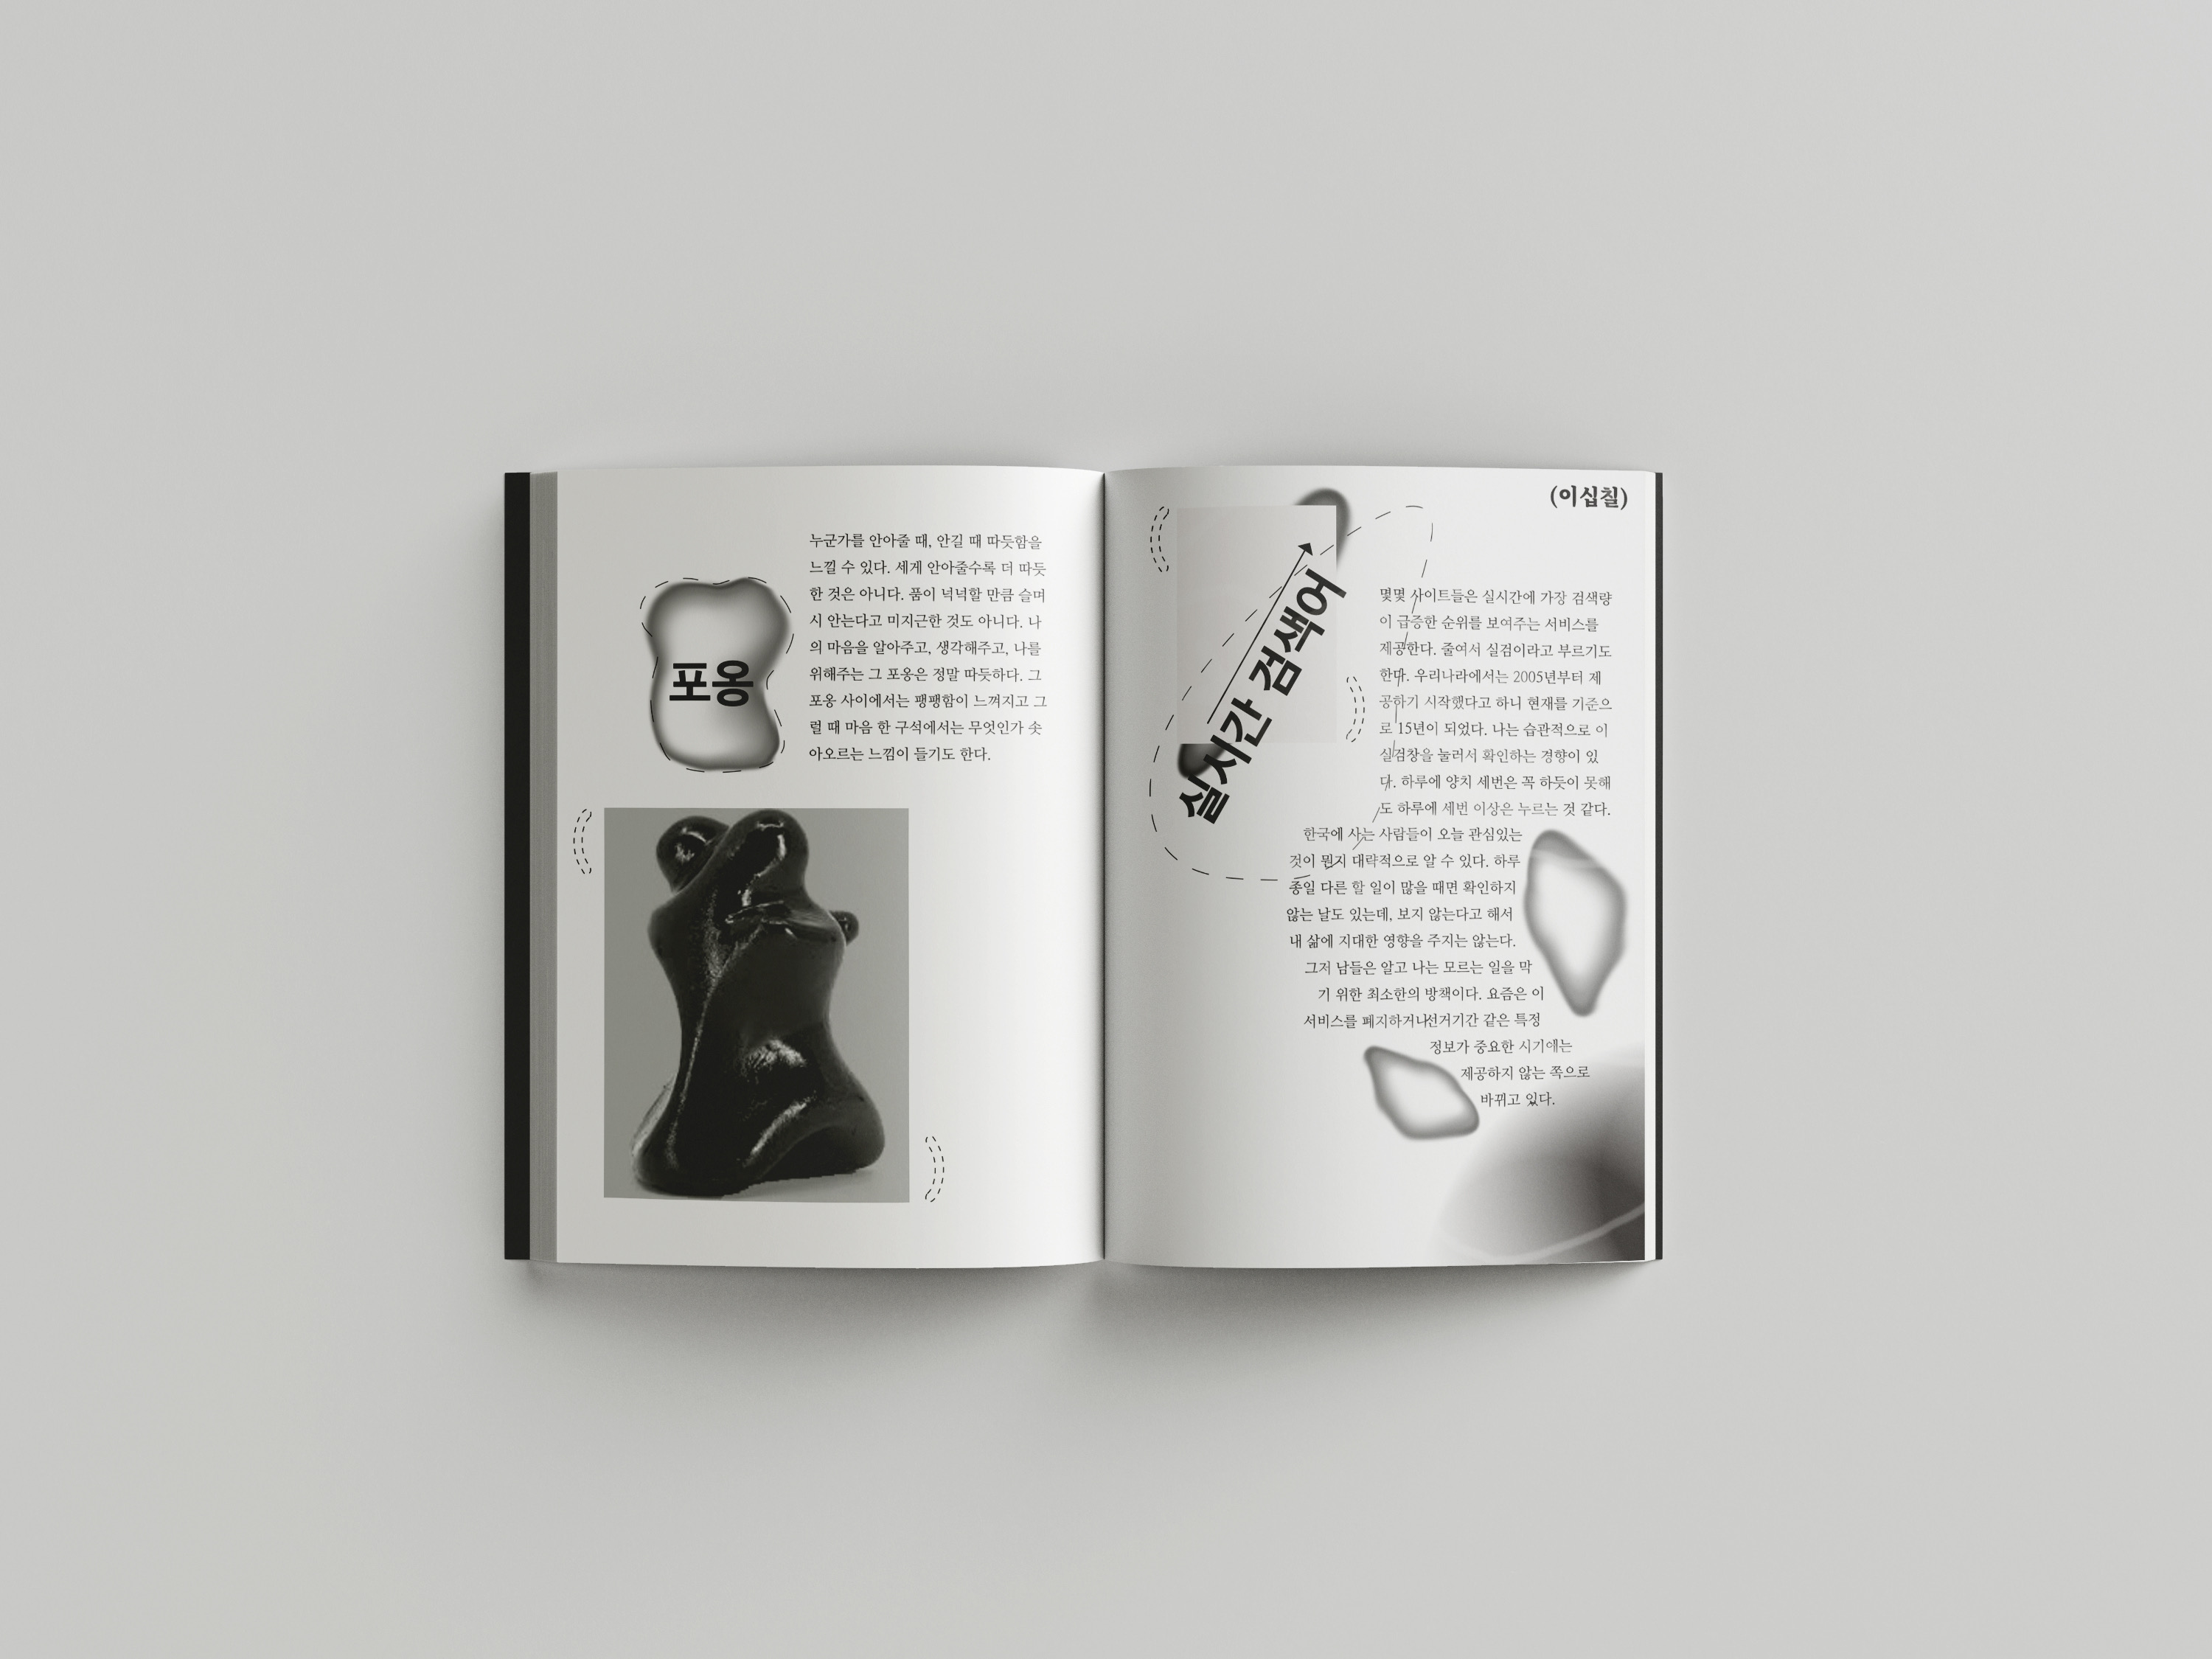 포옹
누군가를 안아줄 때, 안길 때 따듯함을
느낄 수 있다. 세게 안아줄수록 더 따듯
한 것은 아니다. 품이 넉넉할 만큼 슬며
시 안는다고 미지근한 것도 아니다. 나
의 마음을 알아주고, 생각해주고, 나를
위해주는 그 포옹은 정말 따듯하다. 그
포옹 사이에서는 팽팽함이 느껴지고 그
럴 때 마음 한 구석에서는 무엇인가 솟
아오르는 느낌이 들기도 한다.
(이십칠)
실시간 검색어
몇몇 사이트들은 실시간에 가장 검색량
이 급증한 순위를 보여주는 서비스를
제공한다. 줄여서 실검이라고 부르기도
한다. 우리나라에서는 2005년부터 제
공하기 시작했다고 하니 현재를 기준으
로 15년이 되었다. 나는 습관적으로 이
실검창을 눌러서 확인하는 경향이 있
다. 하루에 양치 세번은 꼭 하듯이 못해
도 하루에 세번 이상은 누르는 것 같다.
한국에 사는 사람들이 오늘 관심있는
것이 뭔지 대략적으로 알 수 있다. 하루
종일 다른 할 일이 많을 때면 확인하지
않는 날도 있는데, 보지 않는다고 해서
내 삶에 지대한 영향을 주지는 않는다.
그저 남들은 알고 나는 모르는 일을 막
기 위한 최소한의 방책이다. 요즘은 이
서비스를 폐지하거나선거기간 같은 특정
정보가 중요한 시기에는
제공하지 않는 쪽으로
바뀌고 있다.